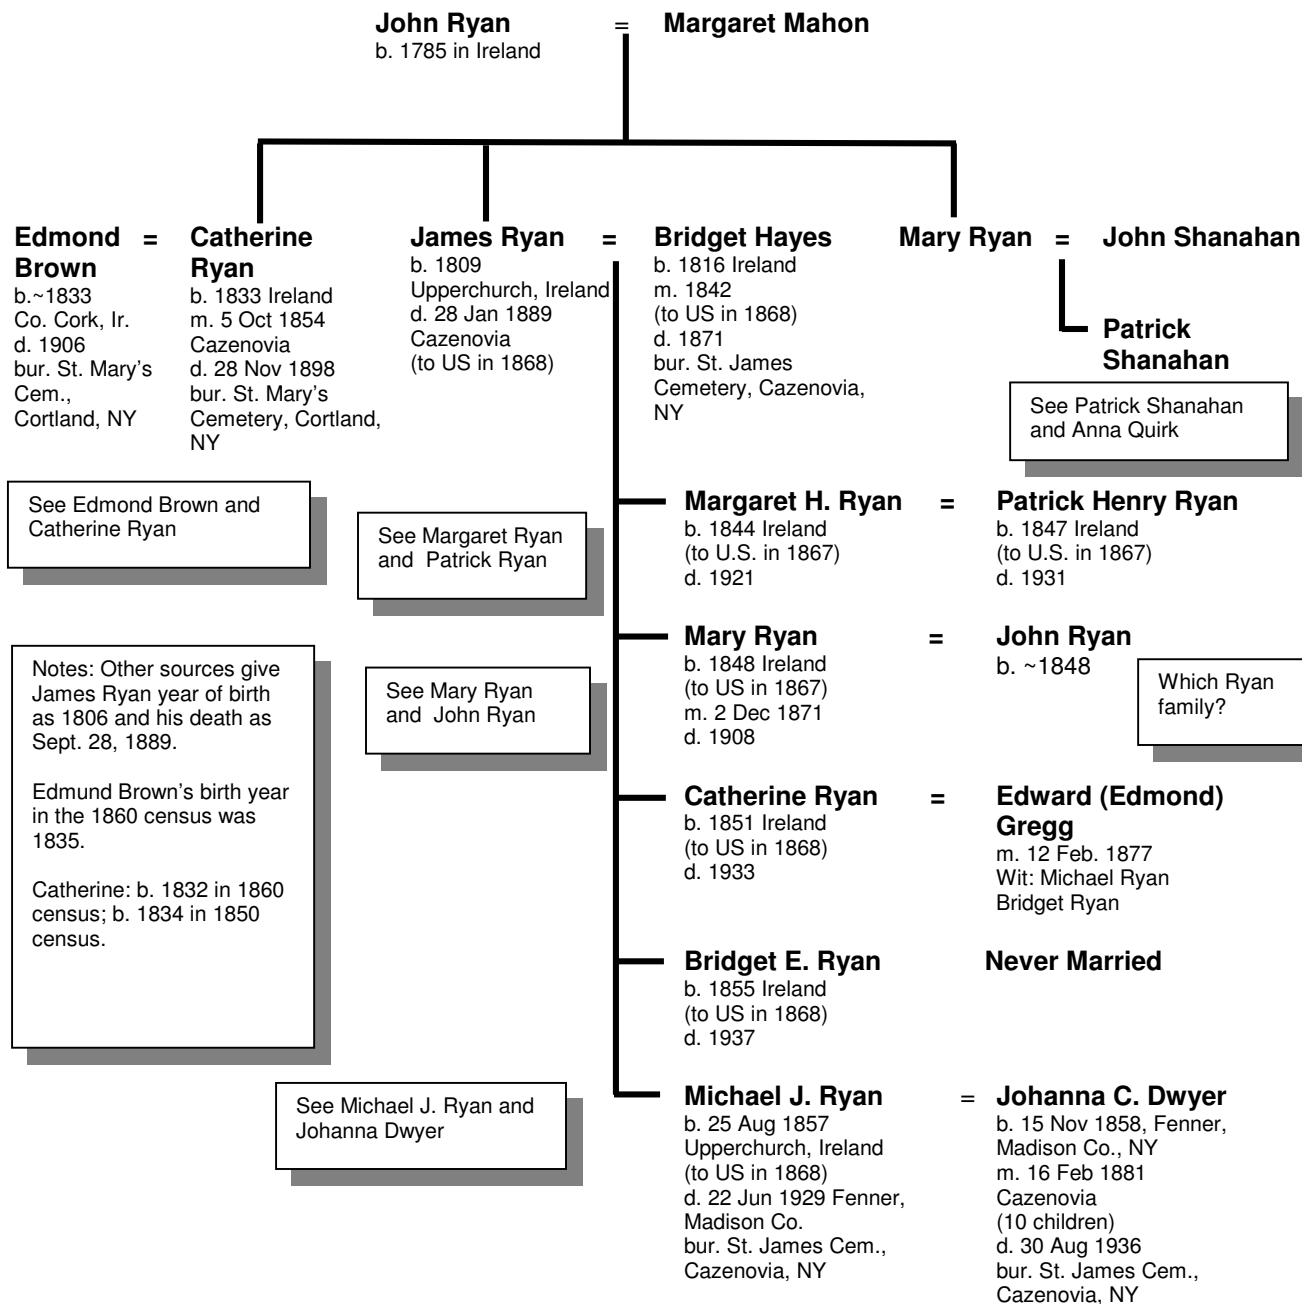 John Ryan = Margaret Mahon
b. 1785 in Ireland
Edmond =
Brown
b.~1833
Co. Cork, Ir.
d. 1906
bur. St. Mary's
Cem.,
Cortland, NY
Catherine
Ryan
b. 1833 Ireland
m. 5 Oct 1854
Cazenovia
d. 28 Nov 1898
bur. St. Mary's
Cemetery, Cortland,
NY
James Ryan =
b. 1809
Upperchurch, Ireland
d. 28 Jan 1889
Cazenovia
(to US in 1868)
Bridget Hayes
b. 1816 Ireland
m. 1842
(to US in 1868)
d. 1871
bur. St. James
Cemetery, Cazenovia,
NY
Mary Ryan = John Shanahan
Patrick
Shanahan
See Patrick Shanahan
and Anna Quirk
See Edmond Brown and
Catherine Ryan
See Margaret Ryan
and Patrick Ryan
Margaret H. Ryan =
b. 1844 Ireland
(to U.S. in 1867)
d. 1921
Patrick Henry Ryan
b. 1847 Ireland
(to U.S. in 1867)
d. 1931
Notes: Other sources give
James Ryan year of birth
as 1806 and his death as
Sept. 28, 1889.
Edmund Brown's birth year
in the 1860 census was
1835.
Catherine: b. 1832 in 1860
census; b. 1834 in 1850
census.
See Mary Ryan
and John Ryan
Mary Ryan =
b. 1848 Ireland
(to US in 1867)
m. 2 Dec 1871
d. 1908
John Ryan
b. ~1848
Which Ryan
family?
Catherine Ryan =
b. 1851 Ireland
(to US in 1868)
d. 1933
Edward (Edmond)
Gregg
m. 12 Feb. 1877
Wit: Michael Ryan
Bridget Ryan
Bridget E. Ryan
b. 1855 Ireland
(to US in 1868)
d. 1937
Never Married
See Michael J. Ryan and
Johanna Dwyer
Michael J. Ryan =
b. 25 Aug 1857
Upperchurch, Ireland
(to US in 1868)
d. 22 Jun 1929 Fenner,
Madison Co.
bur. St. James Cem.,
Cazenovia, NY
Johanna C. Dwyer
b. 15 Nov 1858, Fenner,
Madison Co., NY
m. 16 Feb 1881
Cazenovia
(10 children)
d. 30 Aug 1936
bur. St. James Cem.,
Cazenovia, NY